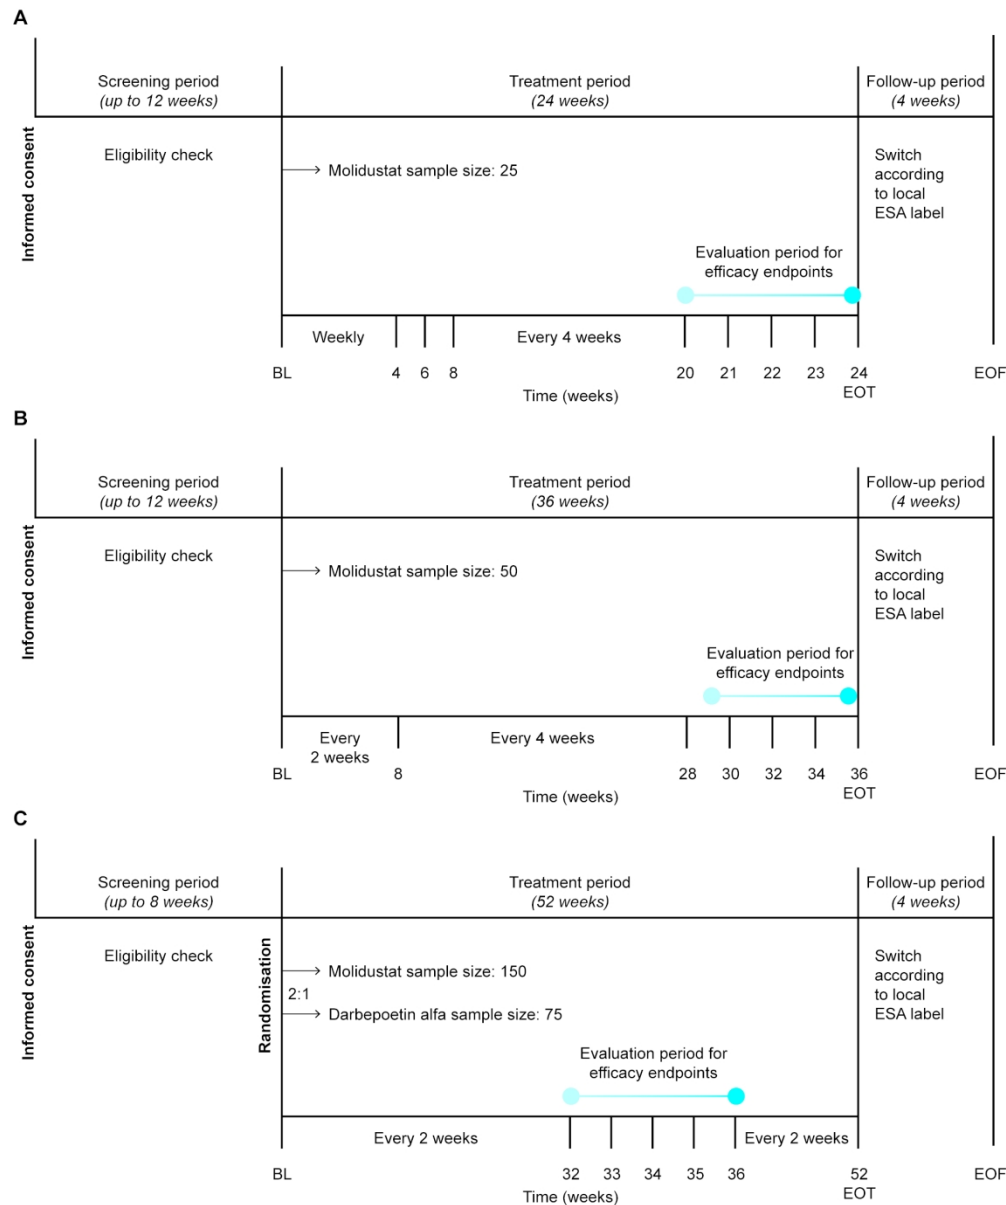 A
Screening period
(up to 12 weeks)
Treatment period
(24 weeks)
Follow-up period
(4 weeks)
Informed consent
Eligibility check
Molidustat sample size: 25
Switch
according
to local
ESA label
Evaluation period for
efficacy endpoints
Weekly
Every 4 weeks
BL 4 6 8 20 21 22 23 24 EOF
EOT
Time (weeks)
B
Screening period
(up to 12 weeks)
Treatment period
(36 weeks)
Follow-up period
(4 weeks)
Informed consent
Eligibility check
Molidustat sample size: 50
Switch
according
to local
ESA label
Evaluation period for
efficacy endpoints
Every
2 weeks
Every 4 weeks
BL 8 28 30 32 34 36 EOF
EOT
Time (weeks)
C
Screening period
(up to 8 weeks)
Treatment period
(52 weeks)
Follow-up period
(4 weeks)
Informed consent
Eligibility check
Randomisation
Molidustat sample size: 150
2:1
Darbepoetin alfa sample size: 75
Switch
according
to local
ESA label
Evaluation period for
efficacy endpoints
Every 2 weeks
Every 2 weeks
BL 32 33 34 35 36 52 EOF
EOT
Time (weeks)